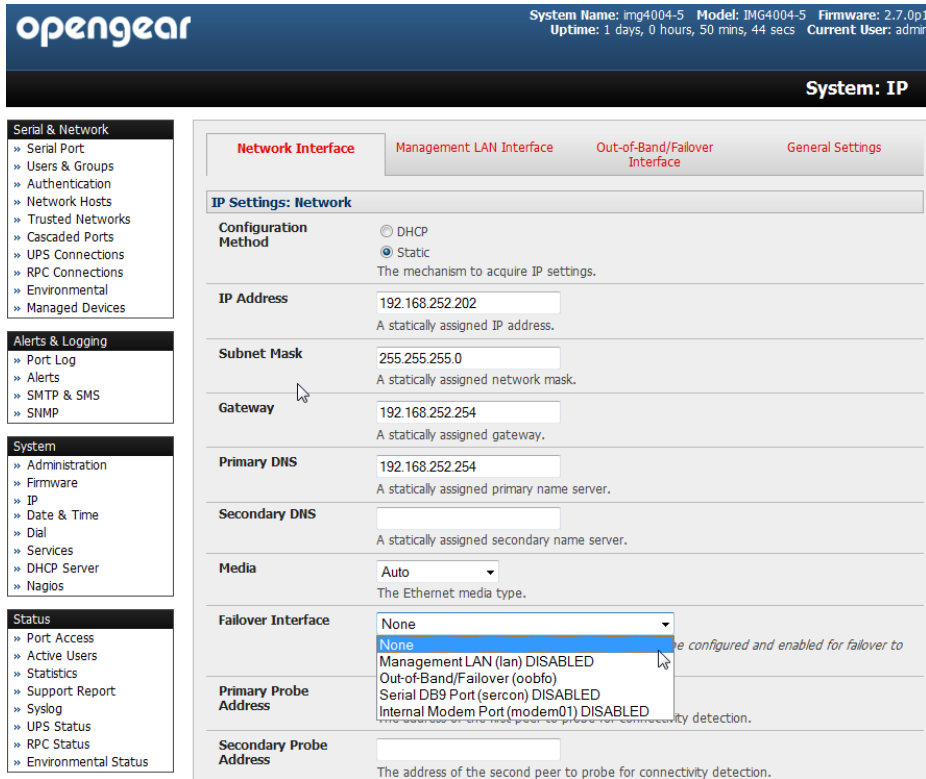 opengear
System Name: img4004-5 Model: IMG4004-5 Firmware: 2.7.0p1
Uptime: 1 days, 0 hours, 50 mins, 44 secs Current User: admin
System: IP
Serial & Network
» Serial Port
» Users & Groups
» Authentication
» Network Hosts
» Trusted Networks
» Cascaded Ports
» UPS Connections
» RPC Connections
» Environmental
» Managed Devices
Alerts & Logging
» Port Log
» Alerts
» SMTP & SMS
» SNMP
System
» Administration
» Firmware
» IP
» Date & Time
» Dial
» Services
» DHCP Server
» Nagios
Status
» Port Access
» Active Users
» Statistics
» Support Report
» Syslog
» UPS Status
» RPC Status
» Environmental Status
Network Interface
Management LAN Interface
Out-of-Band/Failover
Interface
General Settings
IP Settings: Network
Configuration
Method
DHCP
Static
The mechanism to acquire IP settings.
IP Address
192.168.252.202
A statically assigned IP address.
Subnet Mask
255.255.255.0
A statically assigned network mask.
Gateway
192.168.252.254
A statically assigned gateway.
Primary DNS
192.168.252.254
A statically assigned primary name server.
Secondary DNS
A statically assigned secondary name server.
Media
Auto
The Ethernet media type.
Failover Interface
None
None
configured and enabled for failover to
Management LAN (lan) DISABLED
Out-of-Band/Failover (oobfo)
Serial DB9 Port (sercon) DISABLED
Internal Modem Port (modem01) DISABLED
Primary Probe
Address
The address of the first peer to probe for connectivity detection.
Secondary Probe
Address
The address of the second peer to probe for connectivity detection.